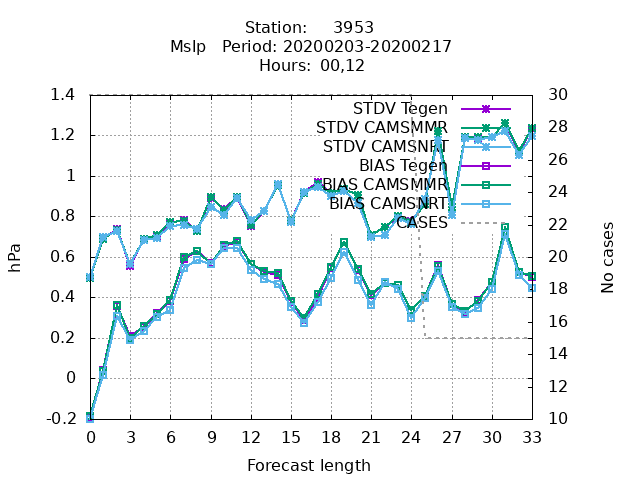 Station: 3953
Mslp Period: 20200203-20200217
Hours: 00,12
1.4
1.2
1
0.8
0.6
0.4
0.2
0
-0.2
30
28
26
24
22
20
18
16
14
12
10
0 3 6 9 12 15 18 21 24 27 30 33
hPa
No cases
Forecast length
STDV Tegen
STDV CAMSMMR
STDV CAMSNRT
BIAS Tegen
BIAS CAMSMMR
BIAS CAMSNRT
CASES